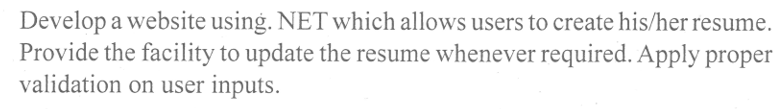 Develop a website using. NET which allows users to create his/her resume.
Provide the facility to update the resume whenever required. Apply proper
validation on user inputs.